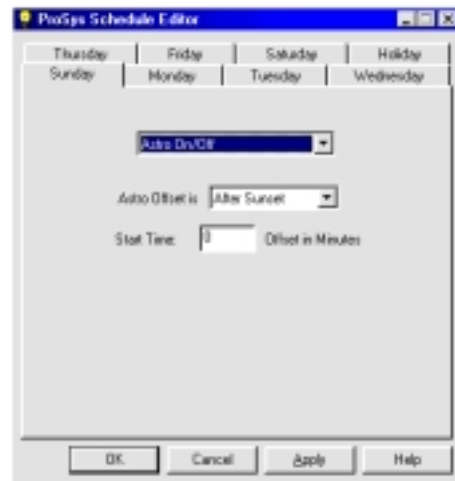 ProSys Schedule Editor
Thursday Friday Saturday Holiday
Sunday Monday Tuesday Wednesday
Astro On/Off
Astro Offset is After Sunset
Start Time: 0 Offset in Minutes
OK Cancel Apply Help